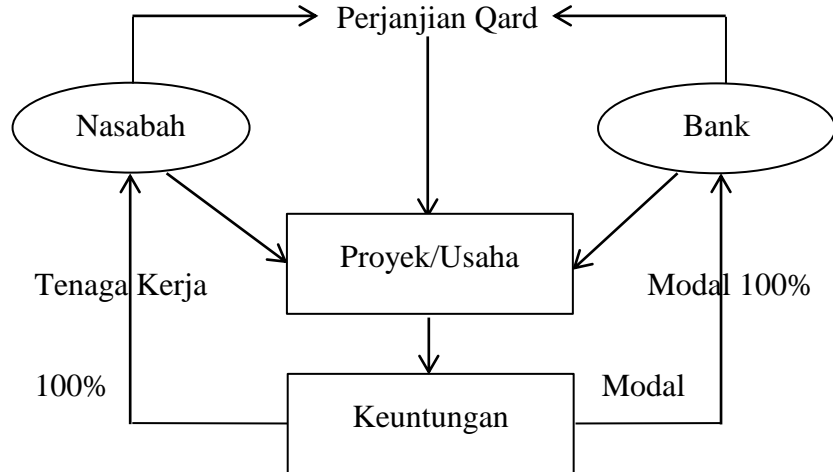 Perjanjian Qard
Nasabah
Bank
Proyek/Usaha
Tenaga Kerja
Modal 100%
100%
Modal
Keuntungan